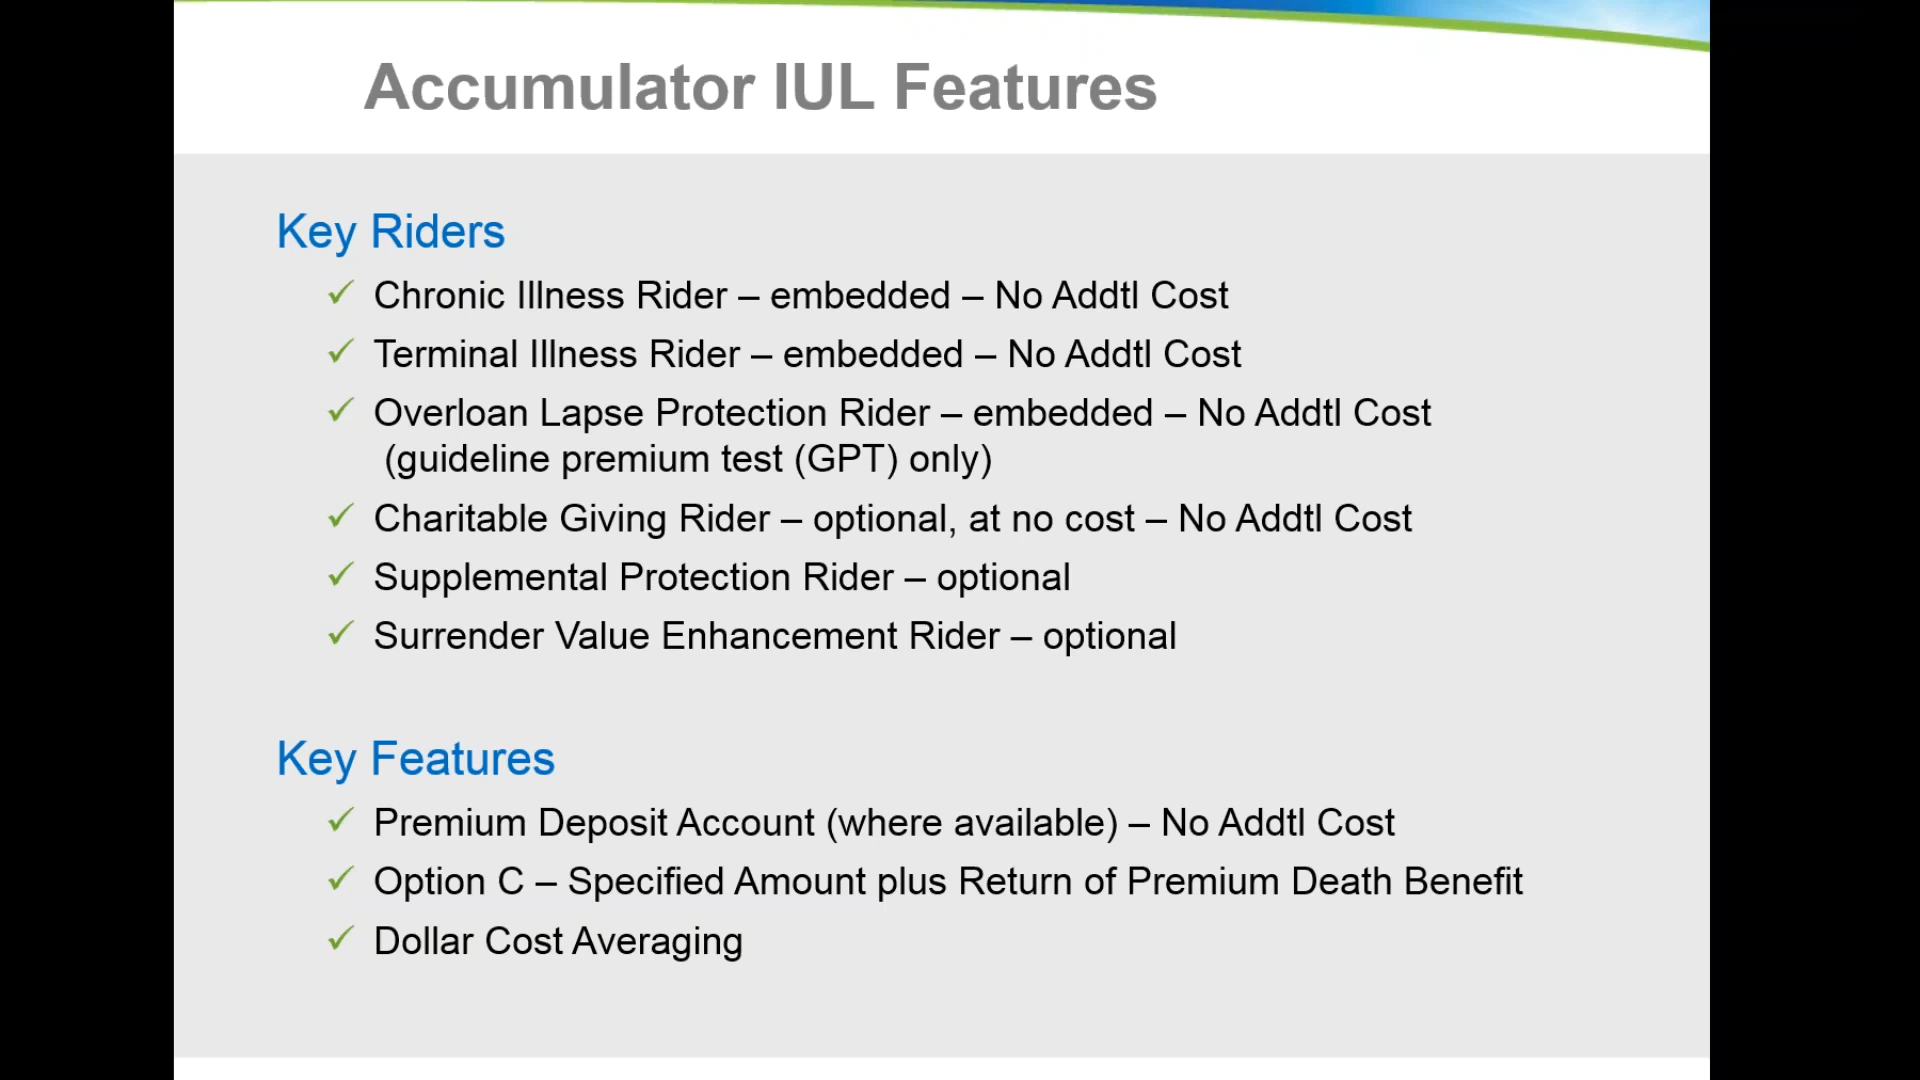 Accumulator IUL Features
Key Riders
✓ Chronic Illness Rider – embedded – No Addtl Cost
✓ Terminal Illness Rider – embedded – No Addtl Cost
✓ Overloan Lapse Protection Rider – embedded – No Addtl Cost
(guideline premium test (GPT) only)
✓ Charitable Giving Rider – optional, at no cost – No Addtl Cost
✓ Supplemental Protection Rider – optional
✓ Surrender Value Enhancement Rider – optional
Key Features
✓ Premium Deposit Account (where available) – No Addtl Cost
✓ Option C – Specified Amount plus Return of Premium Death Benefit
✓ Dollar Cost Averaging